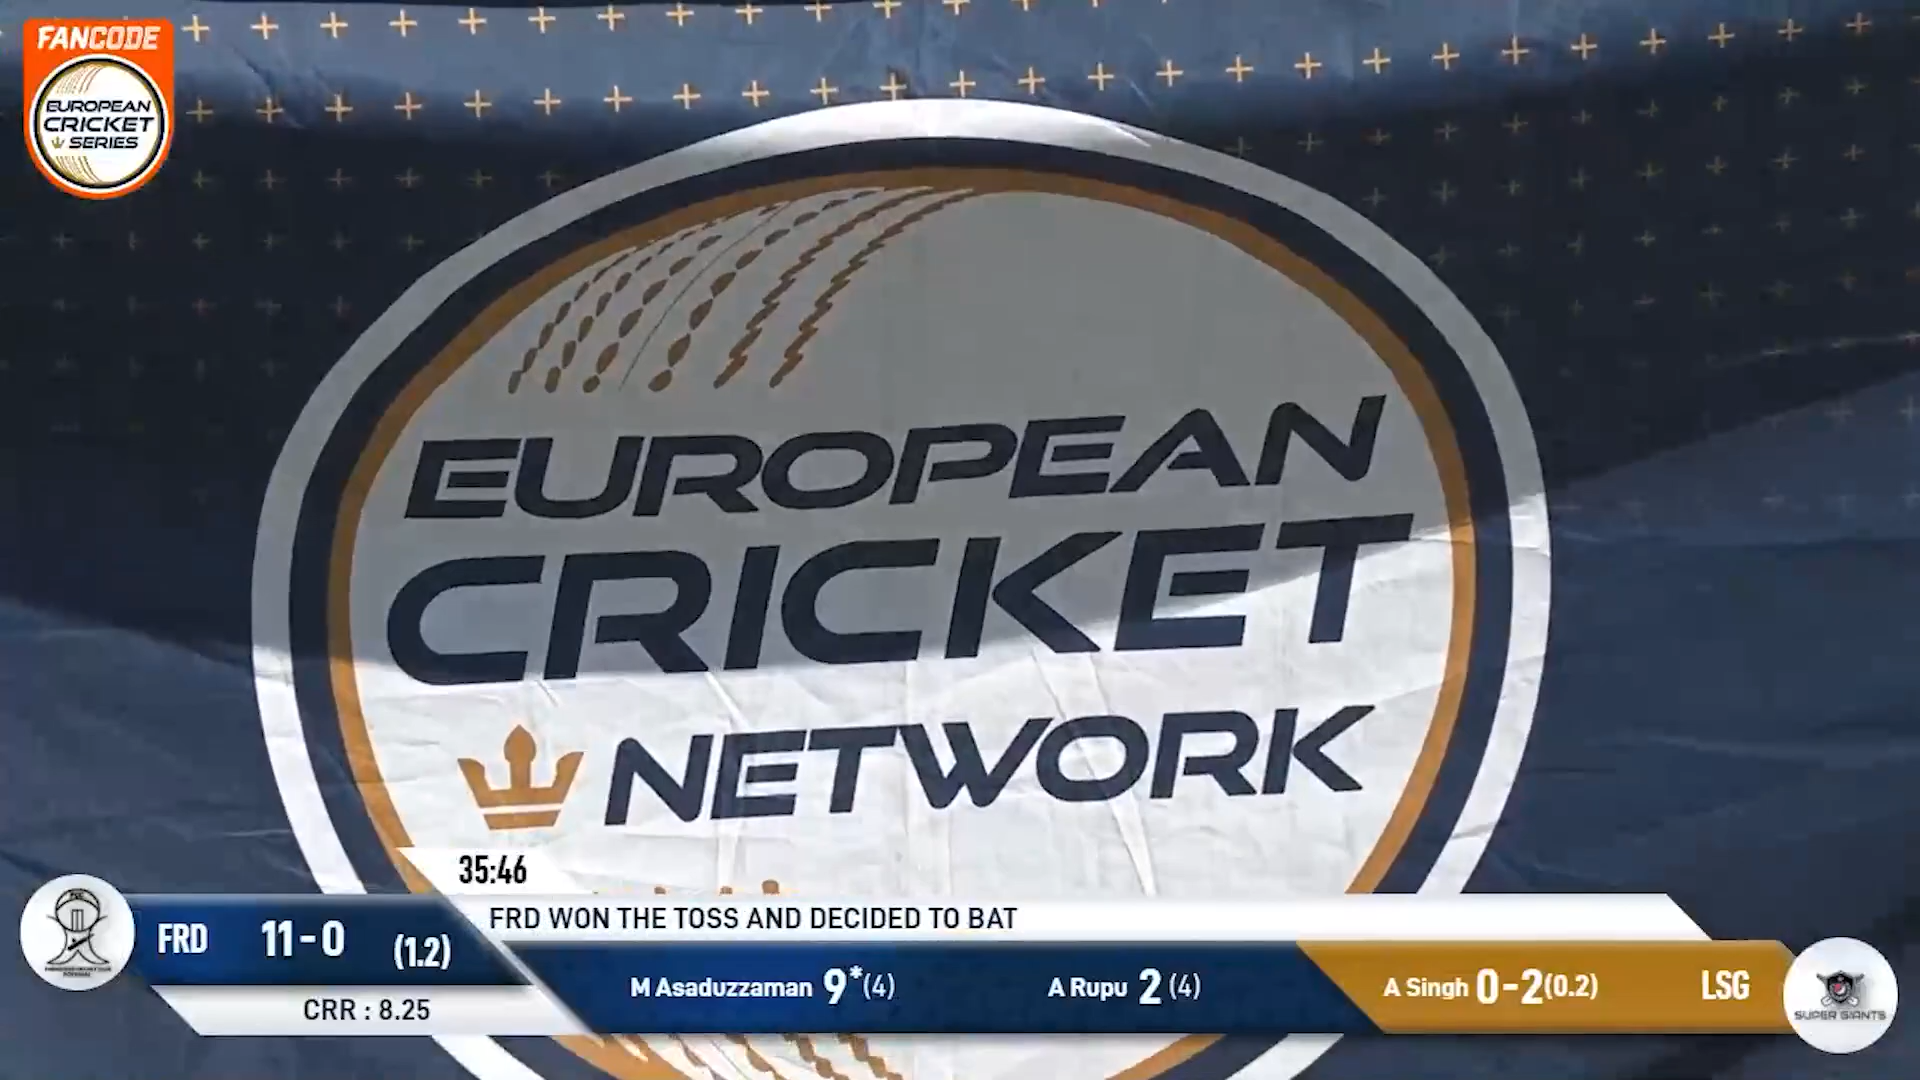 FANCODE
EUROPEAN
CRICKET
SERIES
EUROPEAN
CRICKET
NETWORK
35:46
FRD WON THE TOSS AND DECIDED TO BAT
FRD 11-0 (1.2)
CRR : 8.25
M Asaduzzaman 9*(4) A Rupu 2 (4)
A Singh 0-2(0.2) LSG
SUPER GIANTS